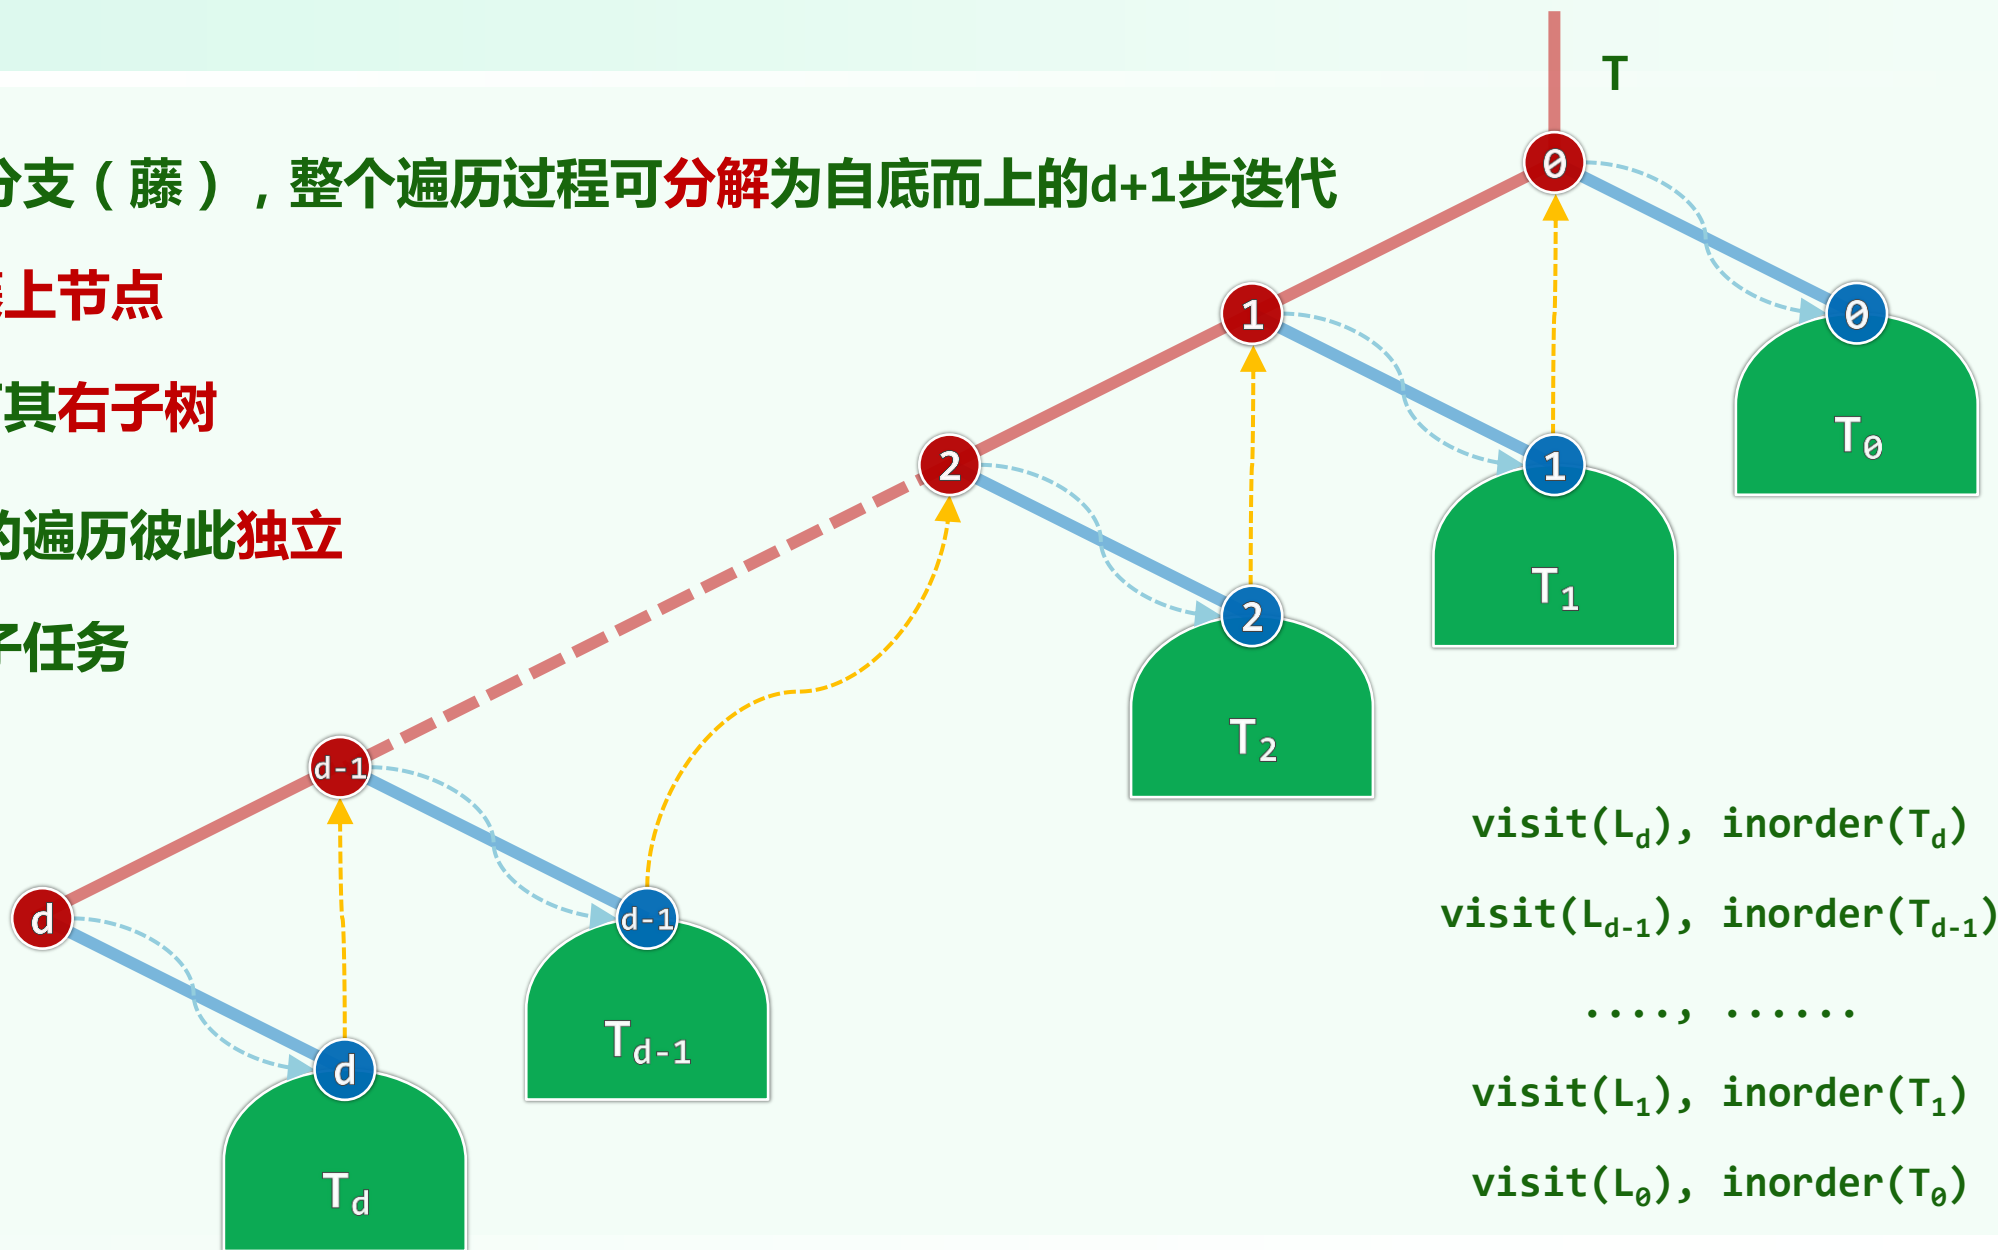 T
分支（藤），整个遍历过程可分解为自底而上的d+1步迭代
上节点
其右子树
的遍历彼此独立
子任务
0
0
T0
1
1
T1
2
2
T2
d-1
d-1
Td-1
d
d
Td
visit(Ld), inorder(Td)
visit(Ld-1), inorder(Td-1)
...., ......
visit(L1), inorder(T1)
visit(L0), inorder(T0)